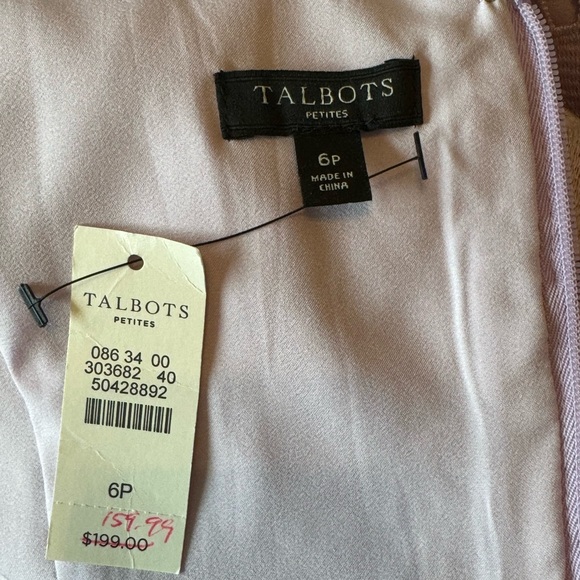 TALBOTS
PETITES
6P
MADE IN
CHINA
TALBOTS
PETITES
086 34 00
303682 40
50428892
6P
159.99
$199.00